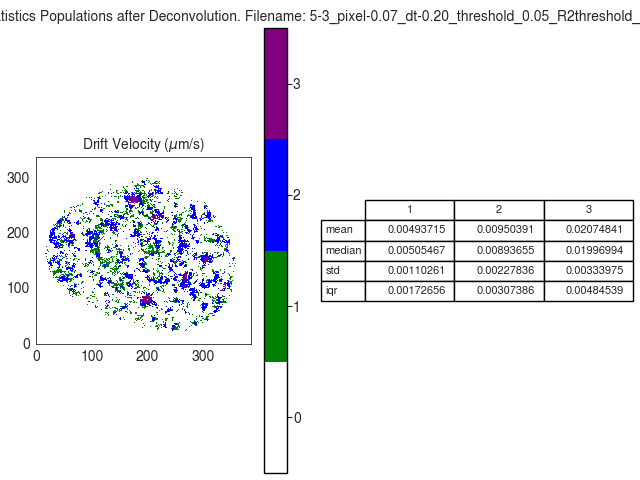 tistics Populations after Deconvolution. Filename: 5-3_pixel-0.07_dt-0.20_threshold_0.05_R2threshold_
Drift Velocity (μm/s)
300
200
100
0
0 100 200 300
3
2
1
0
1 2 3
mean 0.00493715 0.00950391 0.02074841
median 0.00505467 0.00893655 0.01996994
std 0.00110261 0.00227836 0.00333975
iqr 0.00172656 0.00307386 0.00484539